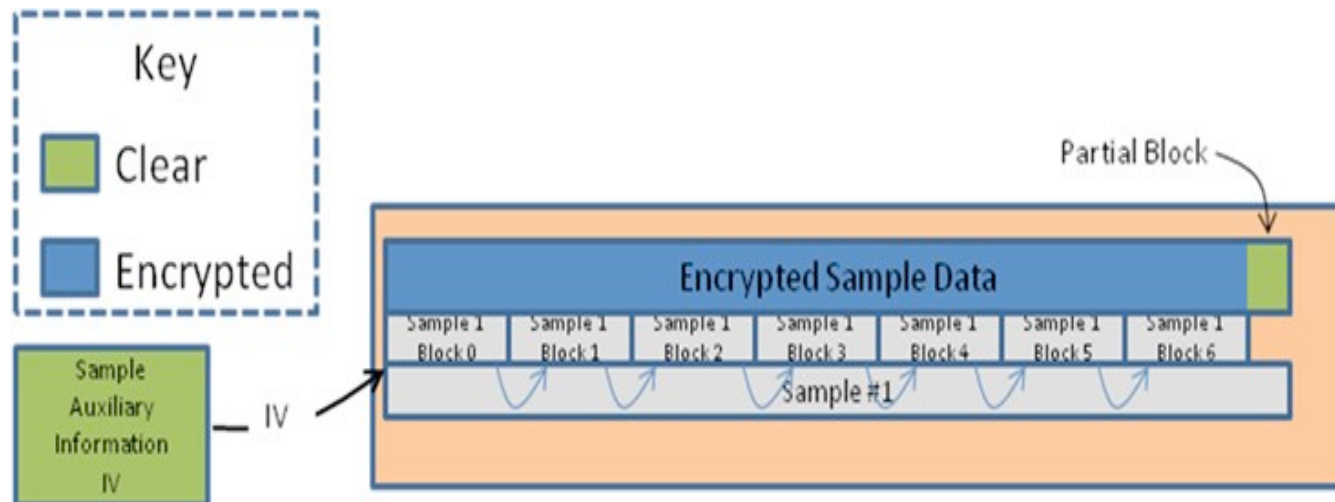 Key
Clear
Encrypted
Partial Block
Encrypted Sample Data
Sample 1 Sample 1 Sample 1 Sample 1 Sample 1 Sample 1 Sample 1
Block 0 Block 1 Block 2 Block 3 Block 4 Block 5 Block 6
Sample #1
Sample
Auxiliary
Information
IV
IV